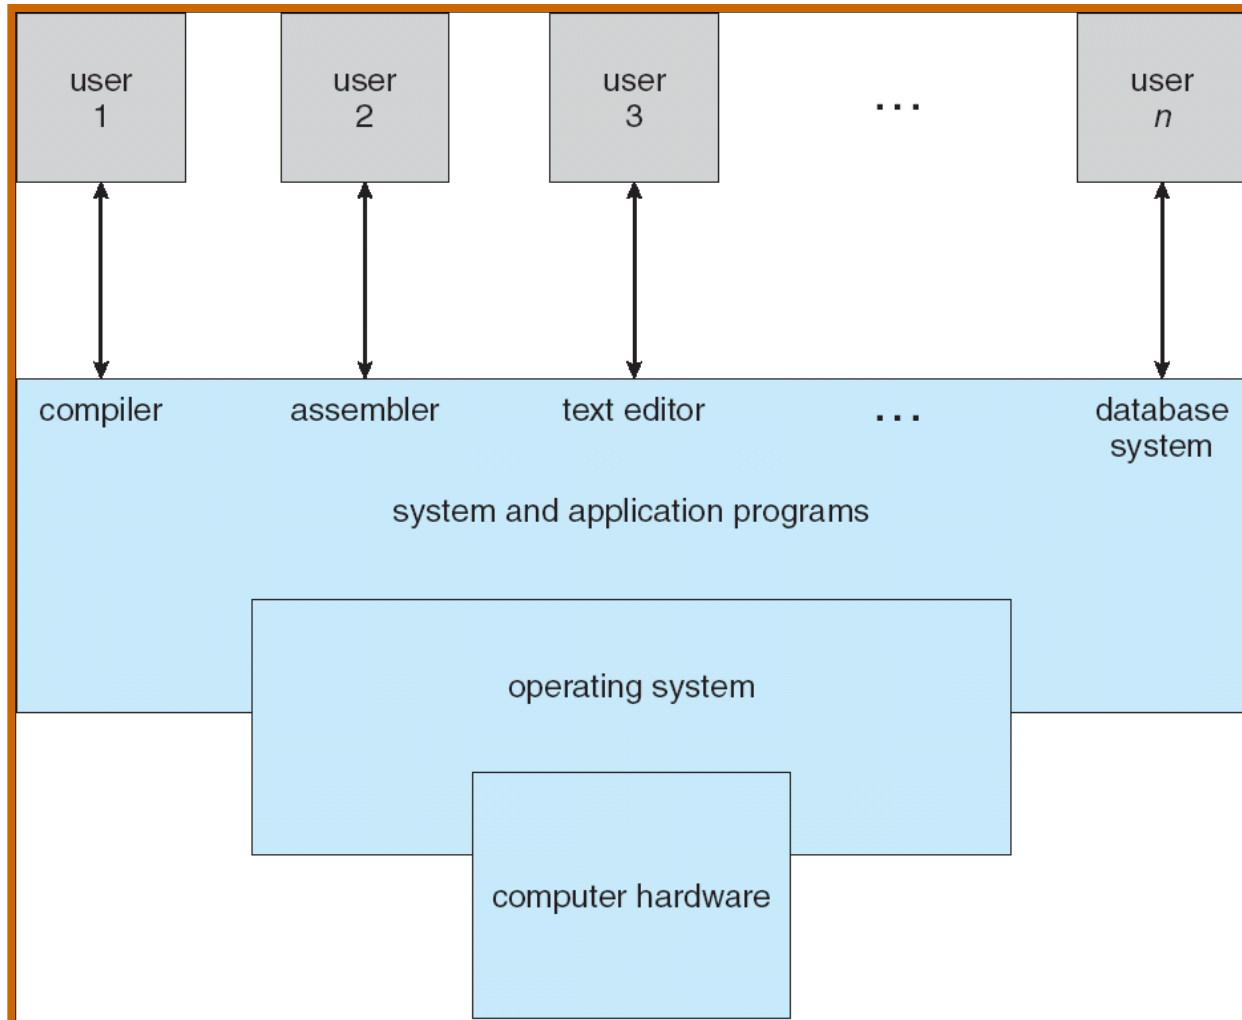 user
1
user
2
user
3
...
user
n
compiler
assembler
text editor
...
database
system
system and application programs
operating system
computer hardware